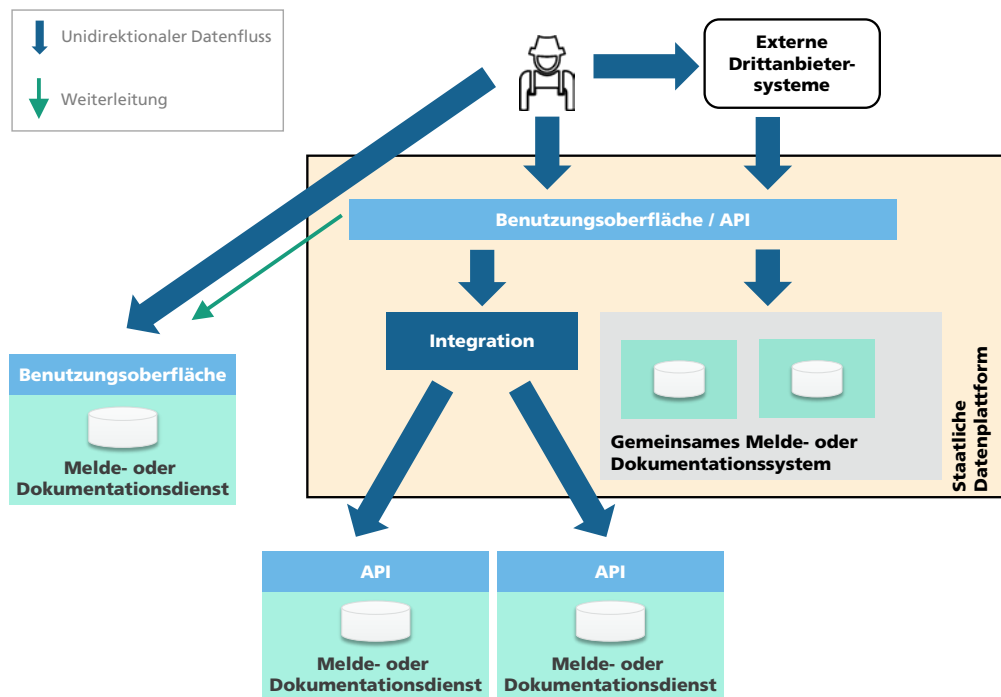 Unidirektionaler Datenfluss
Weiterleitung
Externe
Drittanbieter-
systeme
Benutzungsoberfläche / API
Integration
Gemeinsames Melde- oder
Dokumentationssystem
Staatliche
Datenplattform
Benutzungsoberfläche
Melde- oder
Dokumentationsdienst
API
Melde- oder
Dokumentationsdienst
API
Melde- oder
Dokumentationsdienst